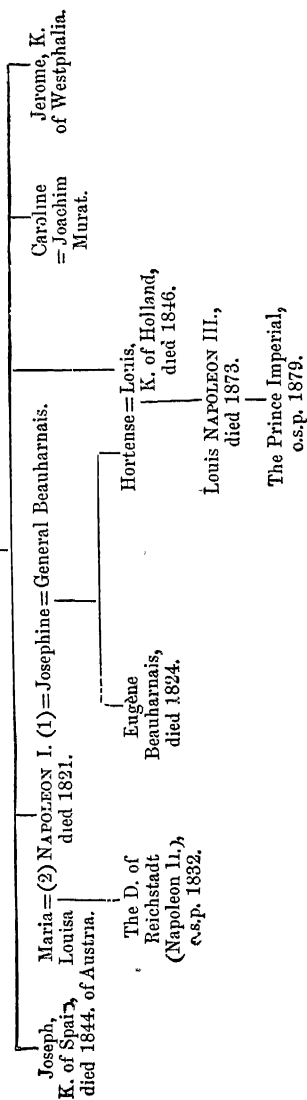 Joseph,
K. of Spain,
died 1844.
Maria=(2) NAPOLEON I. (1)=Josephine=General Beauharnais.
Louisa
of Austria.
died 1821.
Caroline
=Joachim
Murat.
Jerome, K.
of Westphalia.
The D. of
Reichstadt
(Napoleon II.),
o.s.p. 1832.
Eugène
Beauharnais,
died 1824.
Hortense=Louis,
K. of Holland,
died 1846.
Louis NAPOLEON III.,
died 1873.
The Prince Imperial,
o.s.p. 1879.